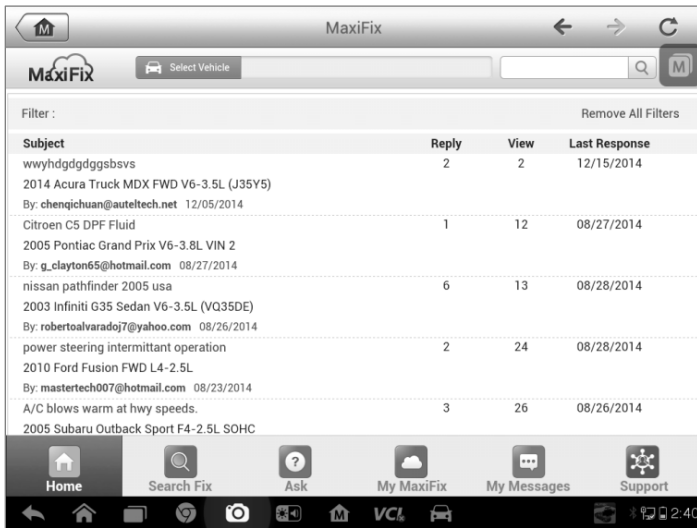 MaxiFix
MaxiFix
Select Vehicle
M
Filter :
Remove All Filters
Subject Reply View Last Response
wwyhdgdgdggsbsvs 2 2 12/15/2014
2014 Acura Truck MDX FWD V6-3.5L (J35Y5)
By: chenqichuan@auteltech.net 12/05/2014
Citroen C5 DPF Fluid 1 12 08/27/2014
2005 Pontiac Grand Prix V6-3.8L VIN 2
By: g_clayton65@hotmail.com 08/27/2014
nissan pathfinder 2005 usa 6 13 08/28/2014
2003 Infiniti G35 Sedan V6-3.5L (VQ35DE)
By: robertoalvaradoj7@yahoo.com 08/26/2014
power steering intermittant operation 2 24 08/28/2014
2010 Ford Fusion FWD L4-2.5L
By: mastertech007@hotmail.com 08/23/2014
A/C blows warm at hwy speeds. 3 26 08/26/2014
2005 Subaru Outback Sport F4-2.5L SOHC
Home Search Fix Ask My MaxiFix My Messages Support
VCI 2:40